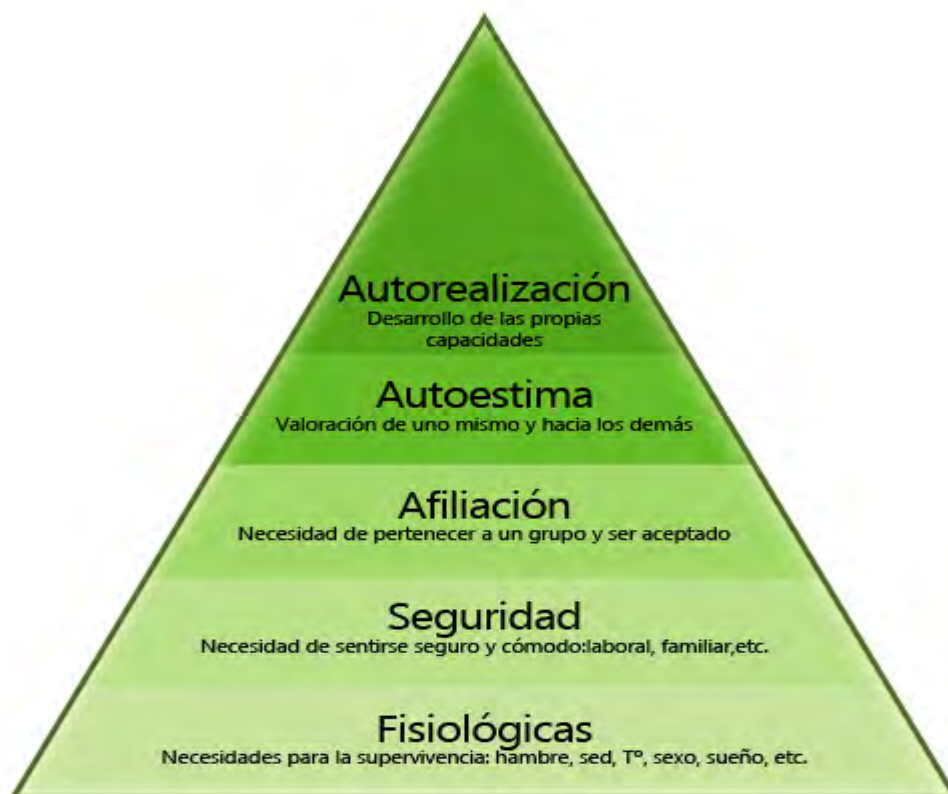 Autorealización
Desarrollo de las propias
capacidades
Autoestima
Valoración de uno mismo y hacia los demás
Afiliación
Necesidad de pertenecer a un grupo y ser aceptado
Seguridad
Necesidad de sentirse seguro y cómodo:laboral, familiar,etc.
Fisiológicas
Necesidades para la supervivencia: hambre, sed, Tº, sexo, sueño, etc.